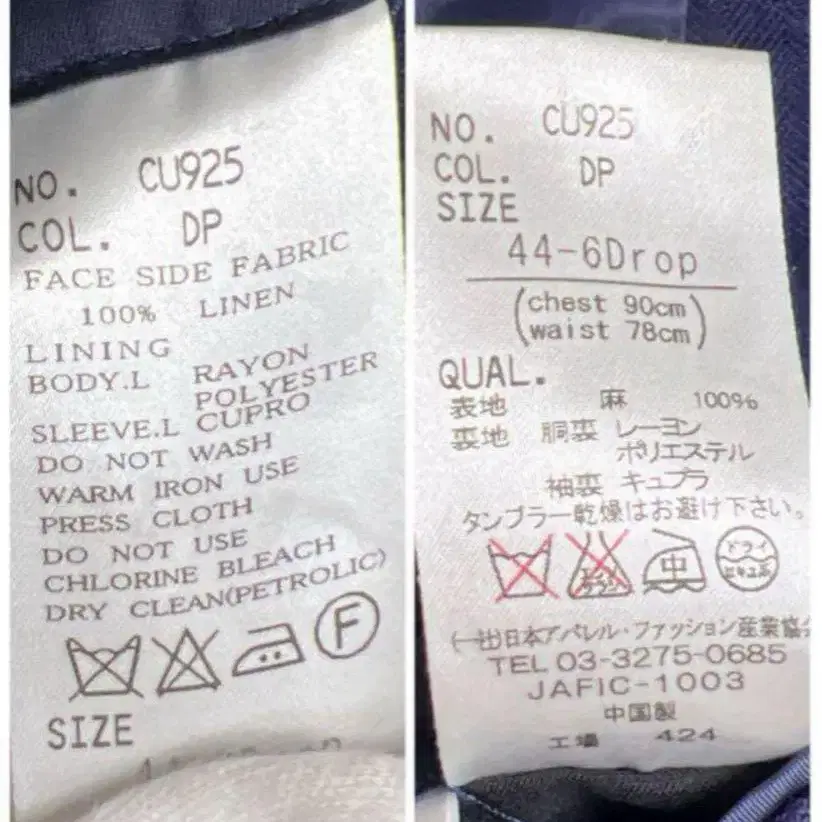 NO. CU925
COL. DP
FACE SIDE FABRIC
100% LINEN
LINING
BODY.L RAYON
POLYESTER
SLEEVE.L CUPRO
DO NOT WASH
WARM IRON USE
PRESS CLOTH
DO NOT USE
CHLORINE BLEACH
DRY CLEAN(PETROLIC)
F
SIZE
NO. CU925
COL. DP
SIZE
44-6Drop
(chest 90cm
waist 78cm)
QUAL.
表地 麻 100%
裏地 胴裏 レーヨン
ポリエステル
袖裏 キュプラ
タンブラー乾燥はお避け下さい。
中 ドライ
(一社)日本アパレル・ファッション産業協会
TEL 03-3275-0685
JAFIC-1003
中国製
工場 424